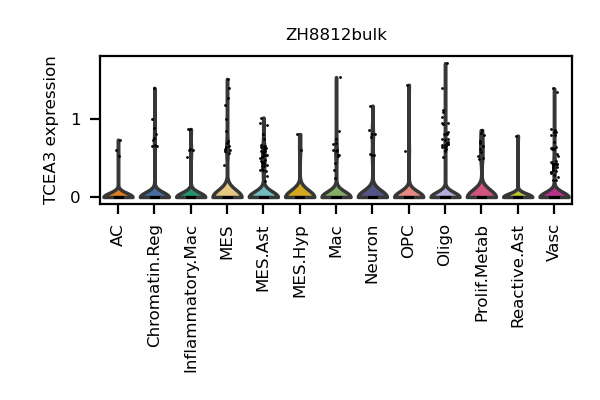 ZH8812bulk
TCEA3 expression
1
0
AC
Chromatin.Reg
Inflammatory.Mac
MES
MES.Ast
MES.Hyp
Mac
Neuron
OPC
Oligo
Prolif.Metab
Reactive.Ast
Vasc